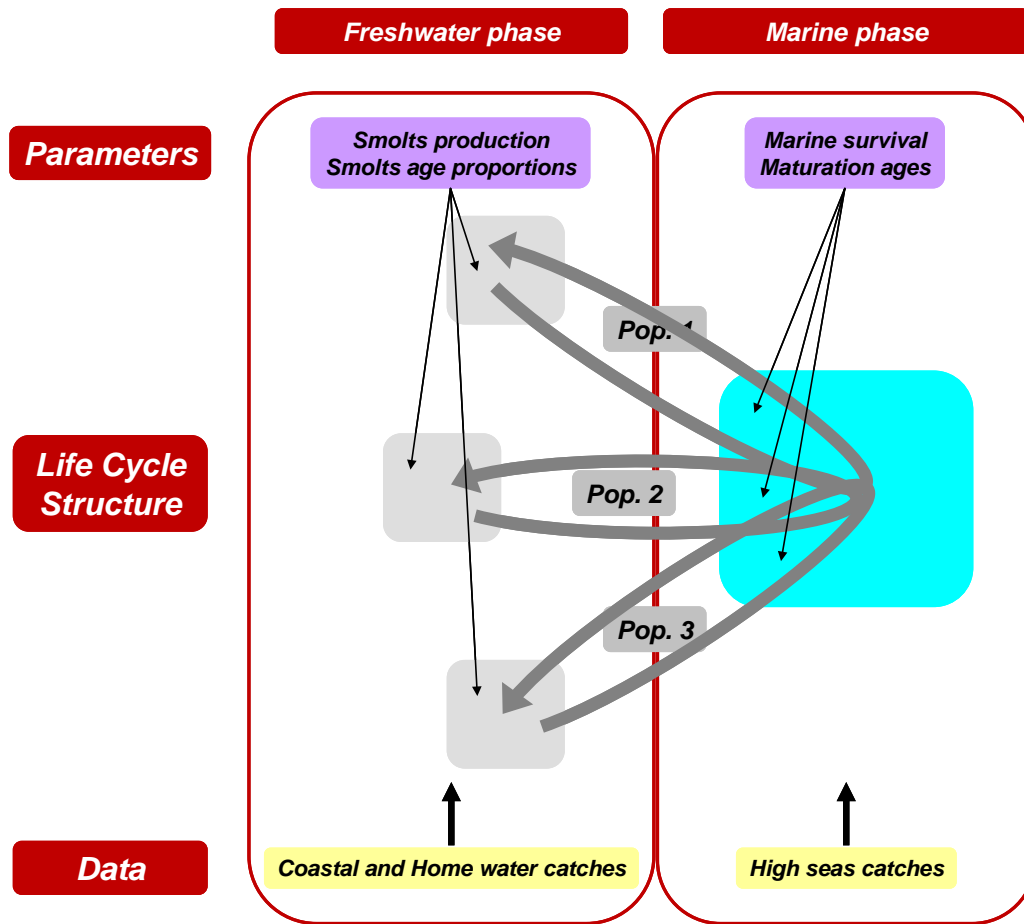 Freshwater phase
Marine phase
Parameters
Smolts production
Smolts age proportions
Marine survival
Maturation ages
Pop. 1
Life Cycle
Structure
Pop. 2
Pop. 3
Data
Coastal and Home water catches
High seas catches